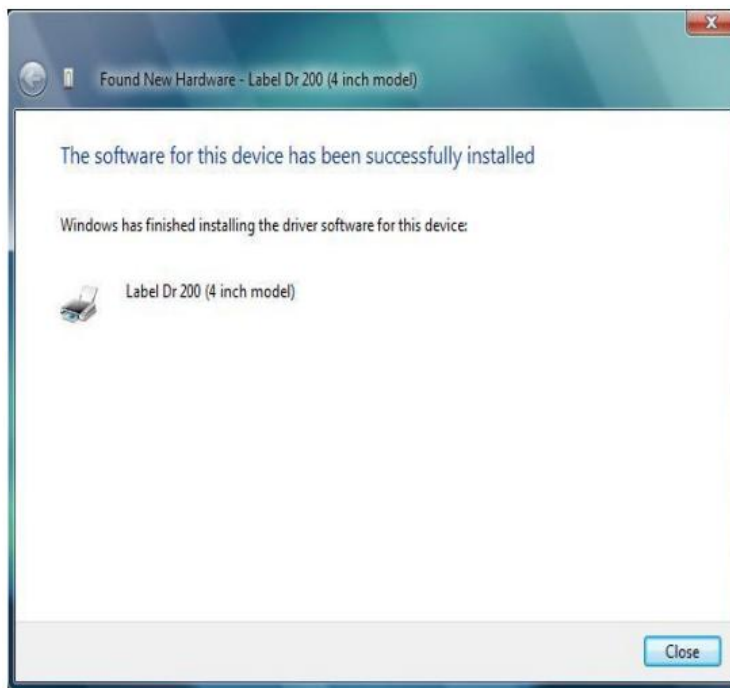 Found New Hardware - Label Dr 200 (4 inch model)
The software for this device has been successfully installed
Windows has finished installing the driver software for this device:
Label Dr 200 (4 inch model)
Close